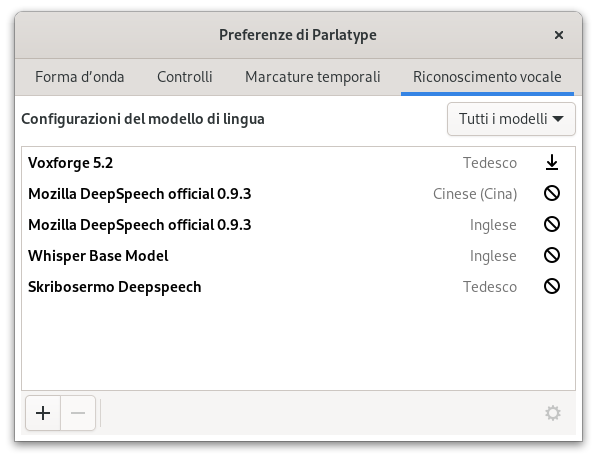 Preferenze di Parlatype
Forma d’onda Controlli Marcature temporali Riconoscimento vocale
Configurazioni del modello di lingua Tutti i modelli
Voxforge 5.2 Tedesco
Mozilla DeepSpeech official 0.9.3 Cinese (Cina)
Mozilla DeepSpeech official 0.9.3 Inglese
Whisper Base Model Inglese
Skribosermo Deepspeech Tedesco